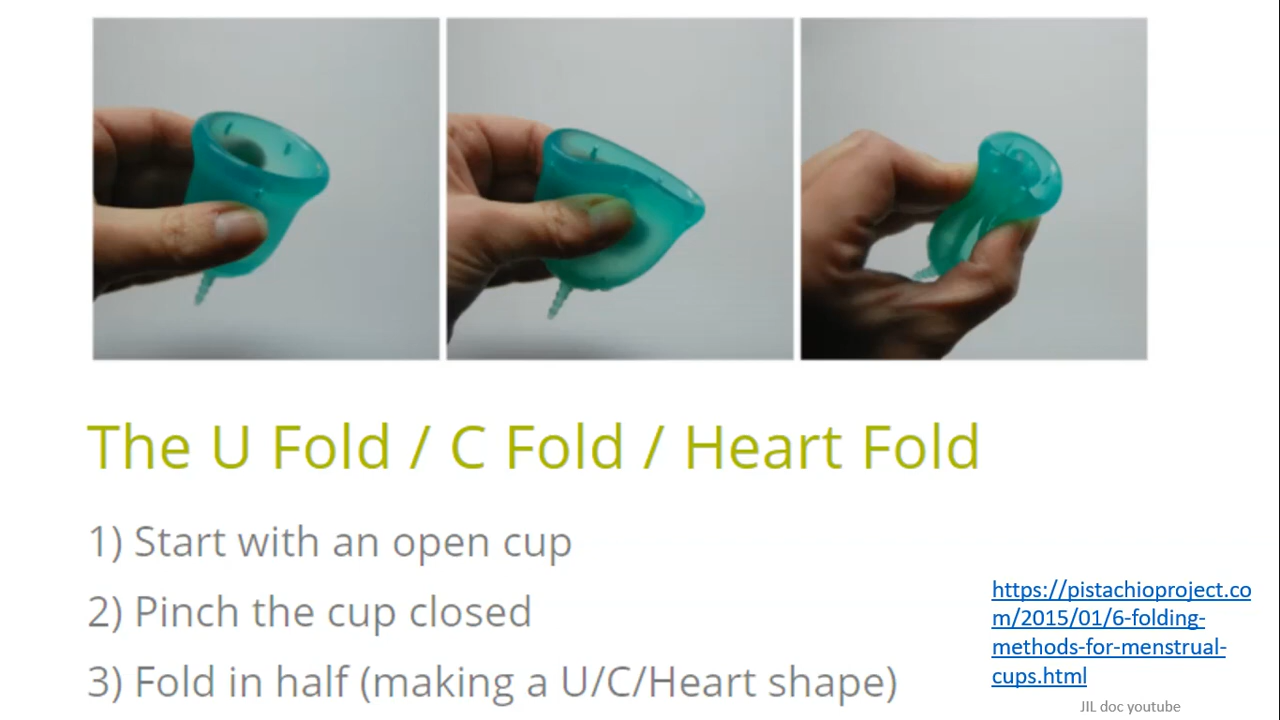 The U Fold / C Fold / Heart Fold
1) Start with an open cup
2) Pinch the cup closed
3) Fold in half (making a U/C/Heart shape)
https://pistachioproject.co
m/2015/01/6-folding-
methods-for-menstrual-
cups.html
JIL doc youtube